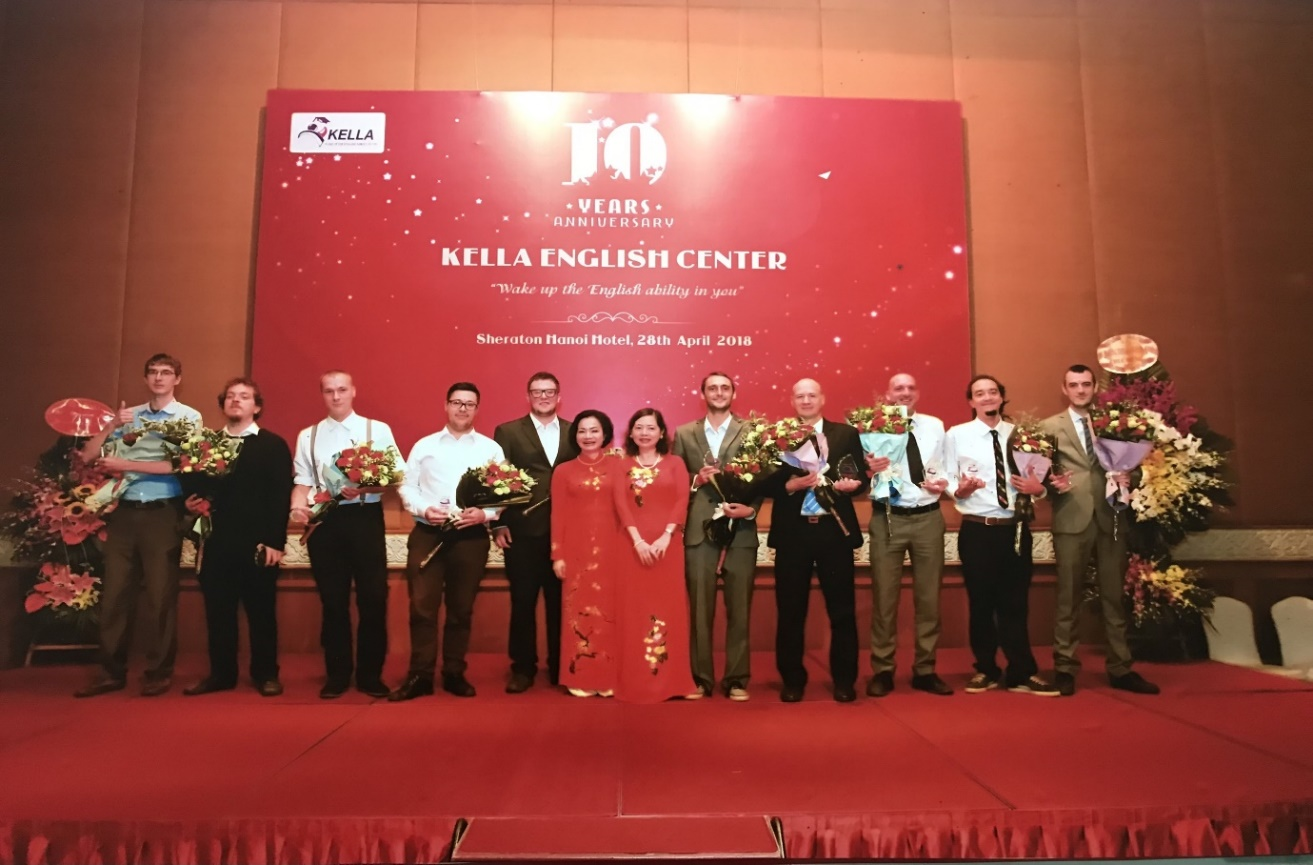 KELLA
10
YEARS
ANNIVERSARY
KELLA ENGLISH CENTER
"Wake up the English ability in you"
Sheraton Hanoi Hotel, 28th April 2018